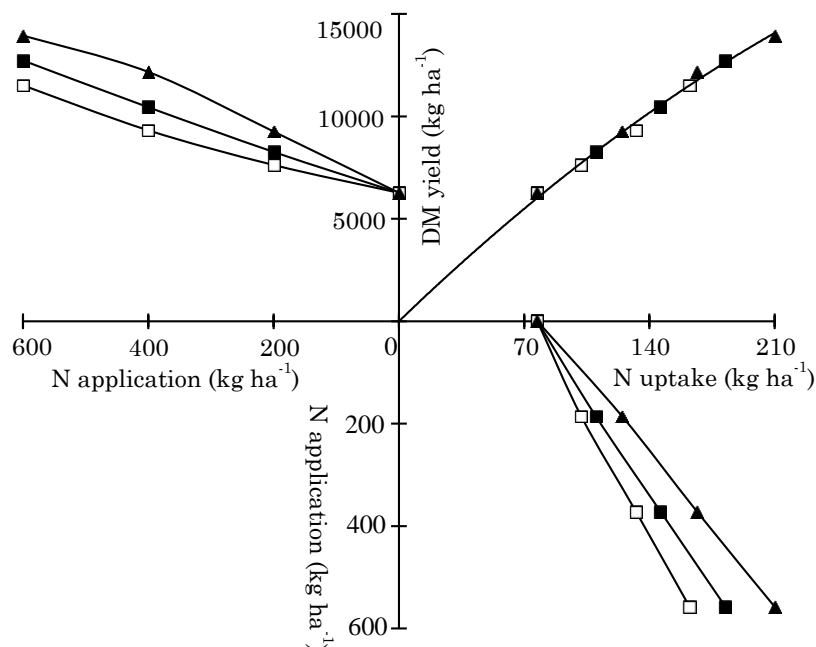 15000
10000
5000
DM yield (kg ha-1)
600 400 200 0 70 140 210
N application (kg ha-1) N uptake (kg ha-1)
200
400
600
N application (kg ha-1)